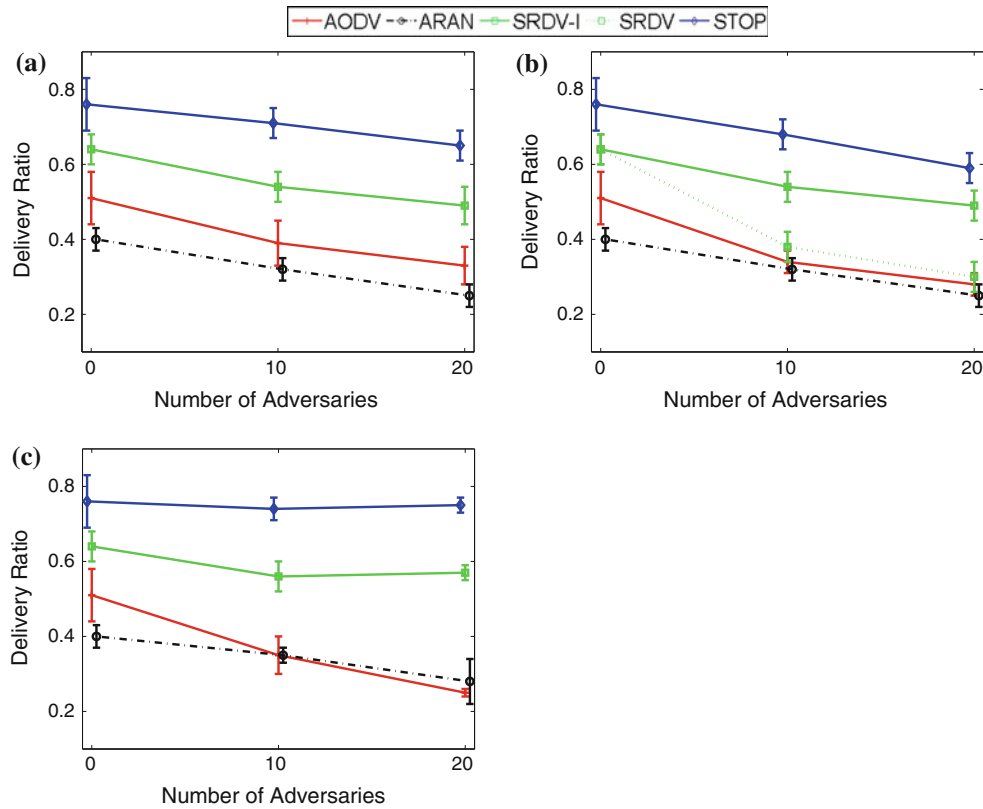 AODV ARAN SRDV-I SRDV STOP
(a)
0.8
0.6
0.4
0.2
Delivery Ratio
0 10 20
Number of Adversaries
(b)
0.8
0.6
0.4
0.2
Delivery Ratio
0 10 20
Number of Adversaries
(c)
0.8
0.6
0.4
0.2
Delivery Ratio
0 10 20
Number of Adversaries